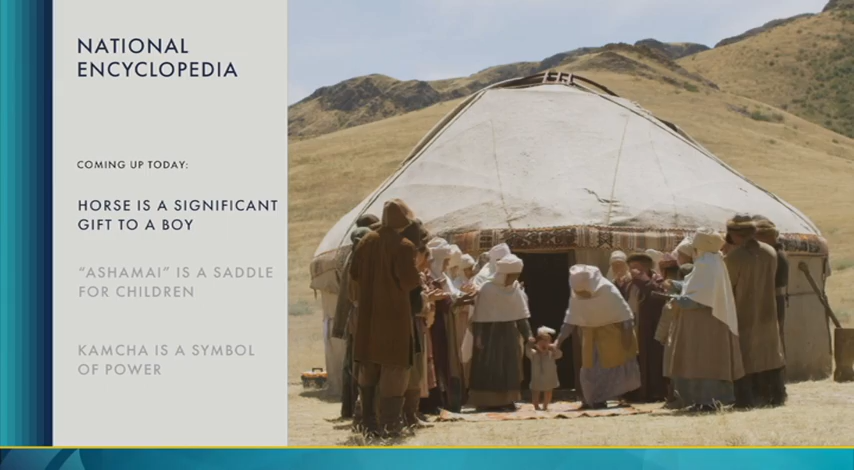 NATIONAL
ENCYCLOPEDIA
COMING UP TODAY:
HORSE IS A SIGNIFICANT
GIFT TO A BOY
“ASHAMAI” IS A SADDLE
FOR CHILDREN
KAMCHA IS A SYMBOL
OF POWER